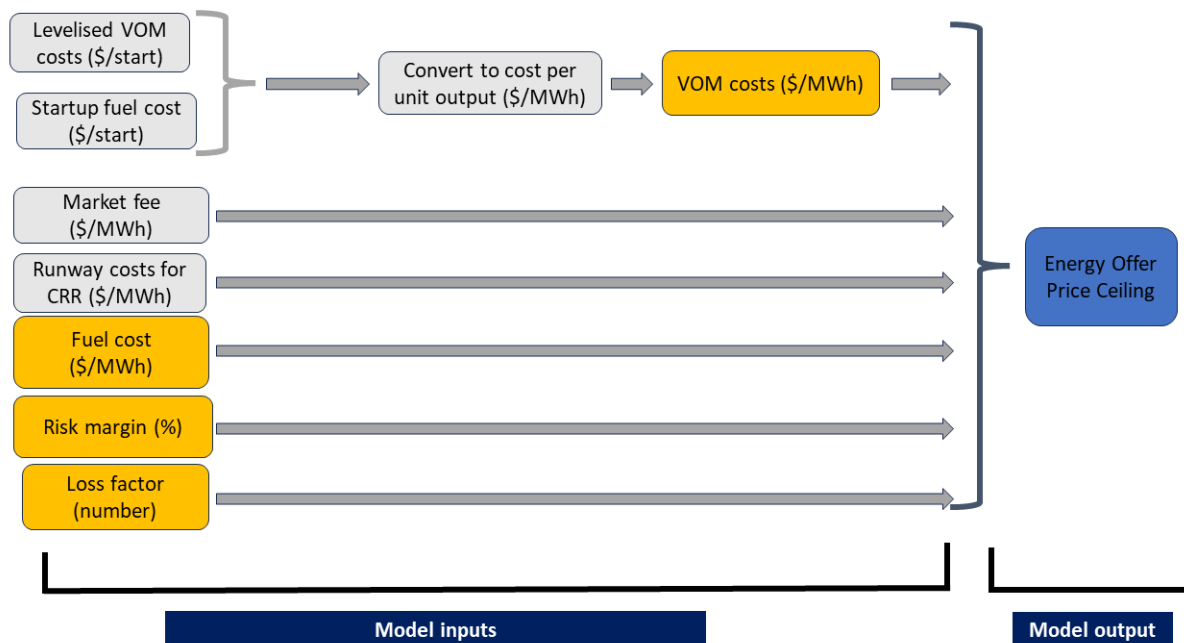 Levelised VOM
costs ($/start)
Startup fuel cost
($/start)
Convert to cost per
unit output ($/MWh)
VOM costs ($/MWh)
Market fee
($/MWh)
Runway costs for
CRR ($/MWh)
Fuel cost
($/MWh)
Risk margin (%)
Loss factor
(number)
Energy Offer
Price Ceiling
Model inputs
Model output